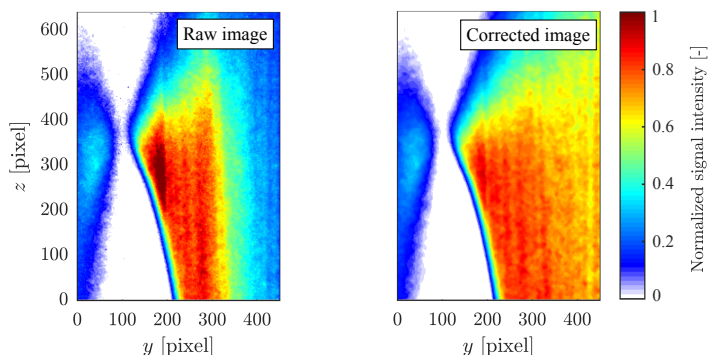 Raw image
Corrected image
600
500
400
300
200
100
0
z [pixel]
0 100 200 300 400
y [pixel]
0 100 200 300 400
y [pixel]
1
0.8
0.6
0.4
0.2
0
Normalized signal intensity [-]